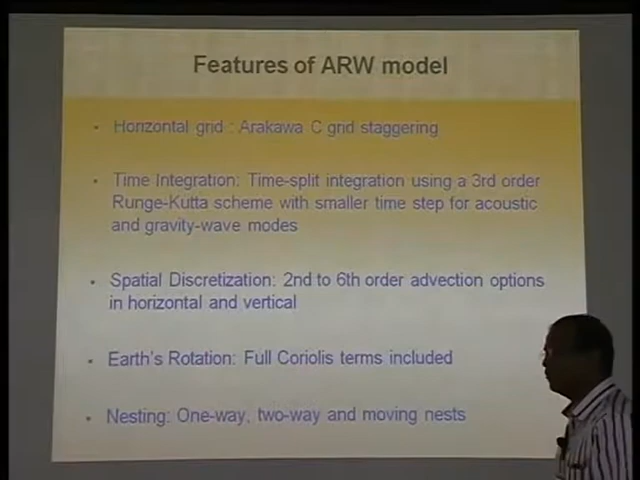 Features of ARW model
• Horizontal grid : Arakawa C grid staggering
• Time Integration: Time-split integration using a 3rd order
Runge-Kutta scheme with smaller time step for acoustic
and gravity-wave modes
• Spatial Discretization: 2nd to 6th order advection options
in horizontal and vertical
• Earth's Rotation: Full Coriolis terms included
• Nesting: One-way, two-way and moving nests